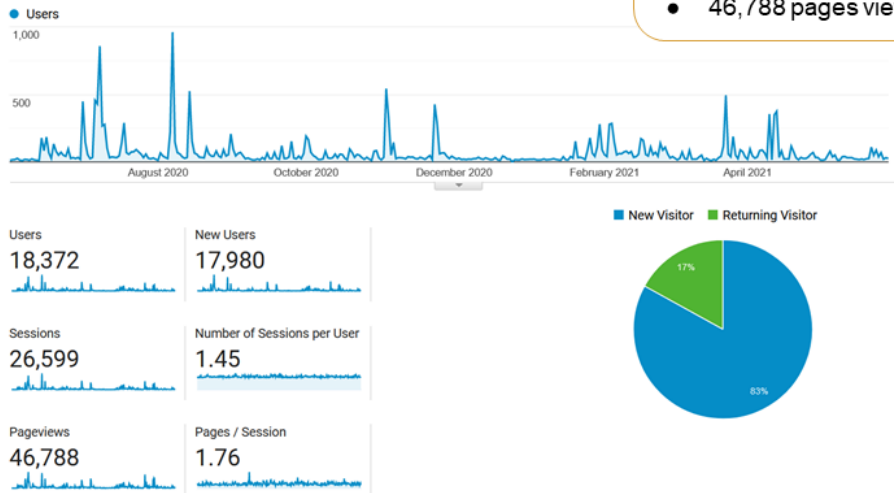 Users
● 46,788 pages vie
1,000
500
August 2020 October 2020 December 2020 February 2021 April 2021
New Visitor Returning Visitor
Users New Users
18,372 17,980
17%
Sessions Number of Sessions per User
26,599 1.45
83%
Pageviews Pages / Session
46,788 1.76